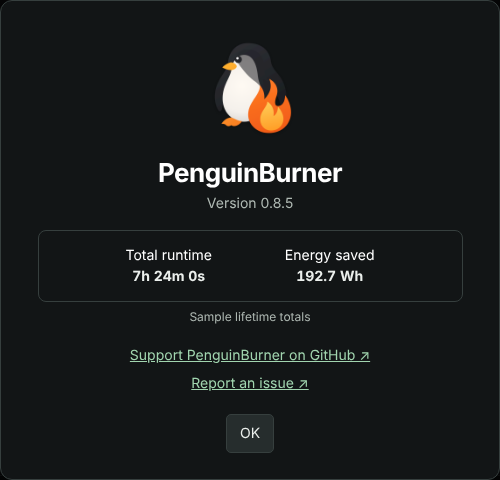 PenguinBurner
Version 0.8.5
Total runtime Energy saved
7h 24m 0s 192.7 Wh
Sample lifetime totals
Support PenguinBurner on GitHub ↗
Report an issue ↗
OK